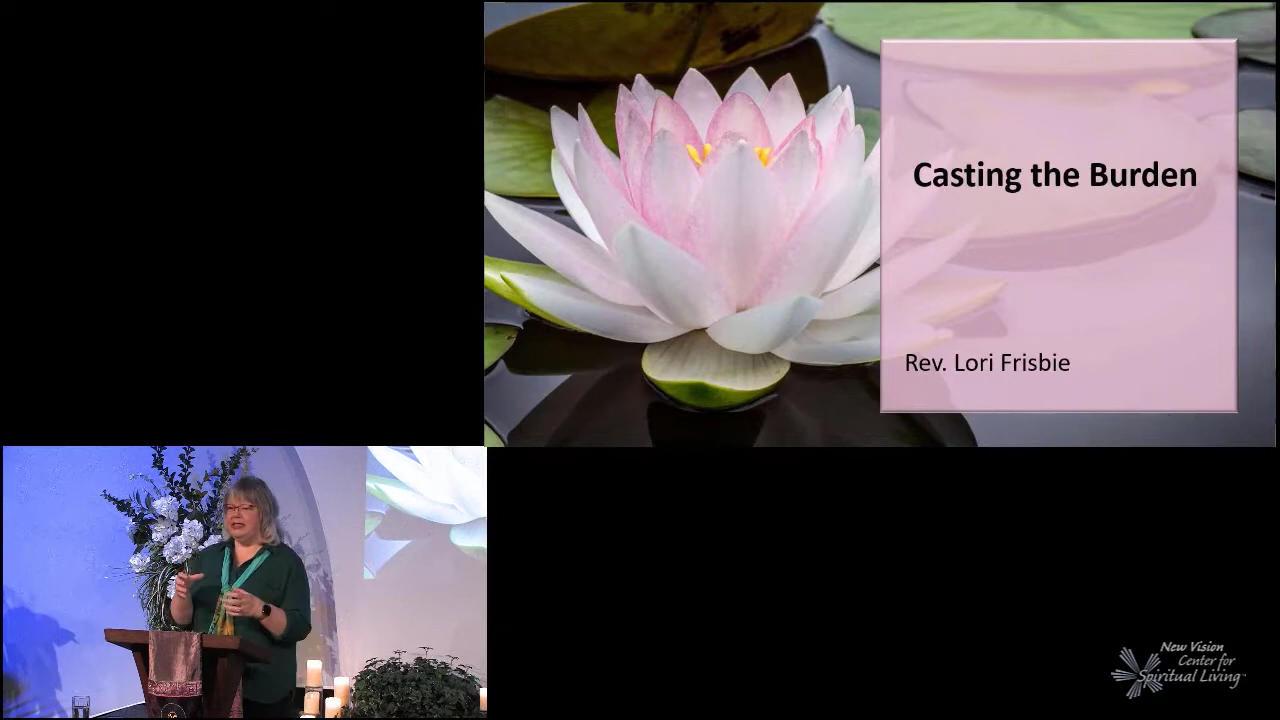 Casting the Burden
Rev. Lori Frisbie
New Vision
Center for
Spiritual Living